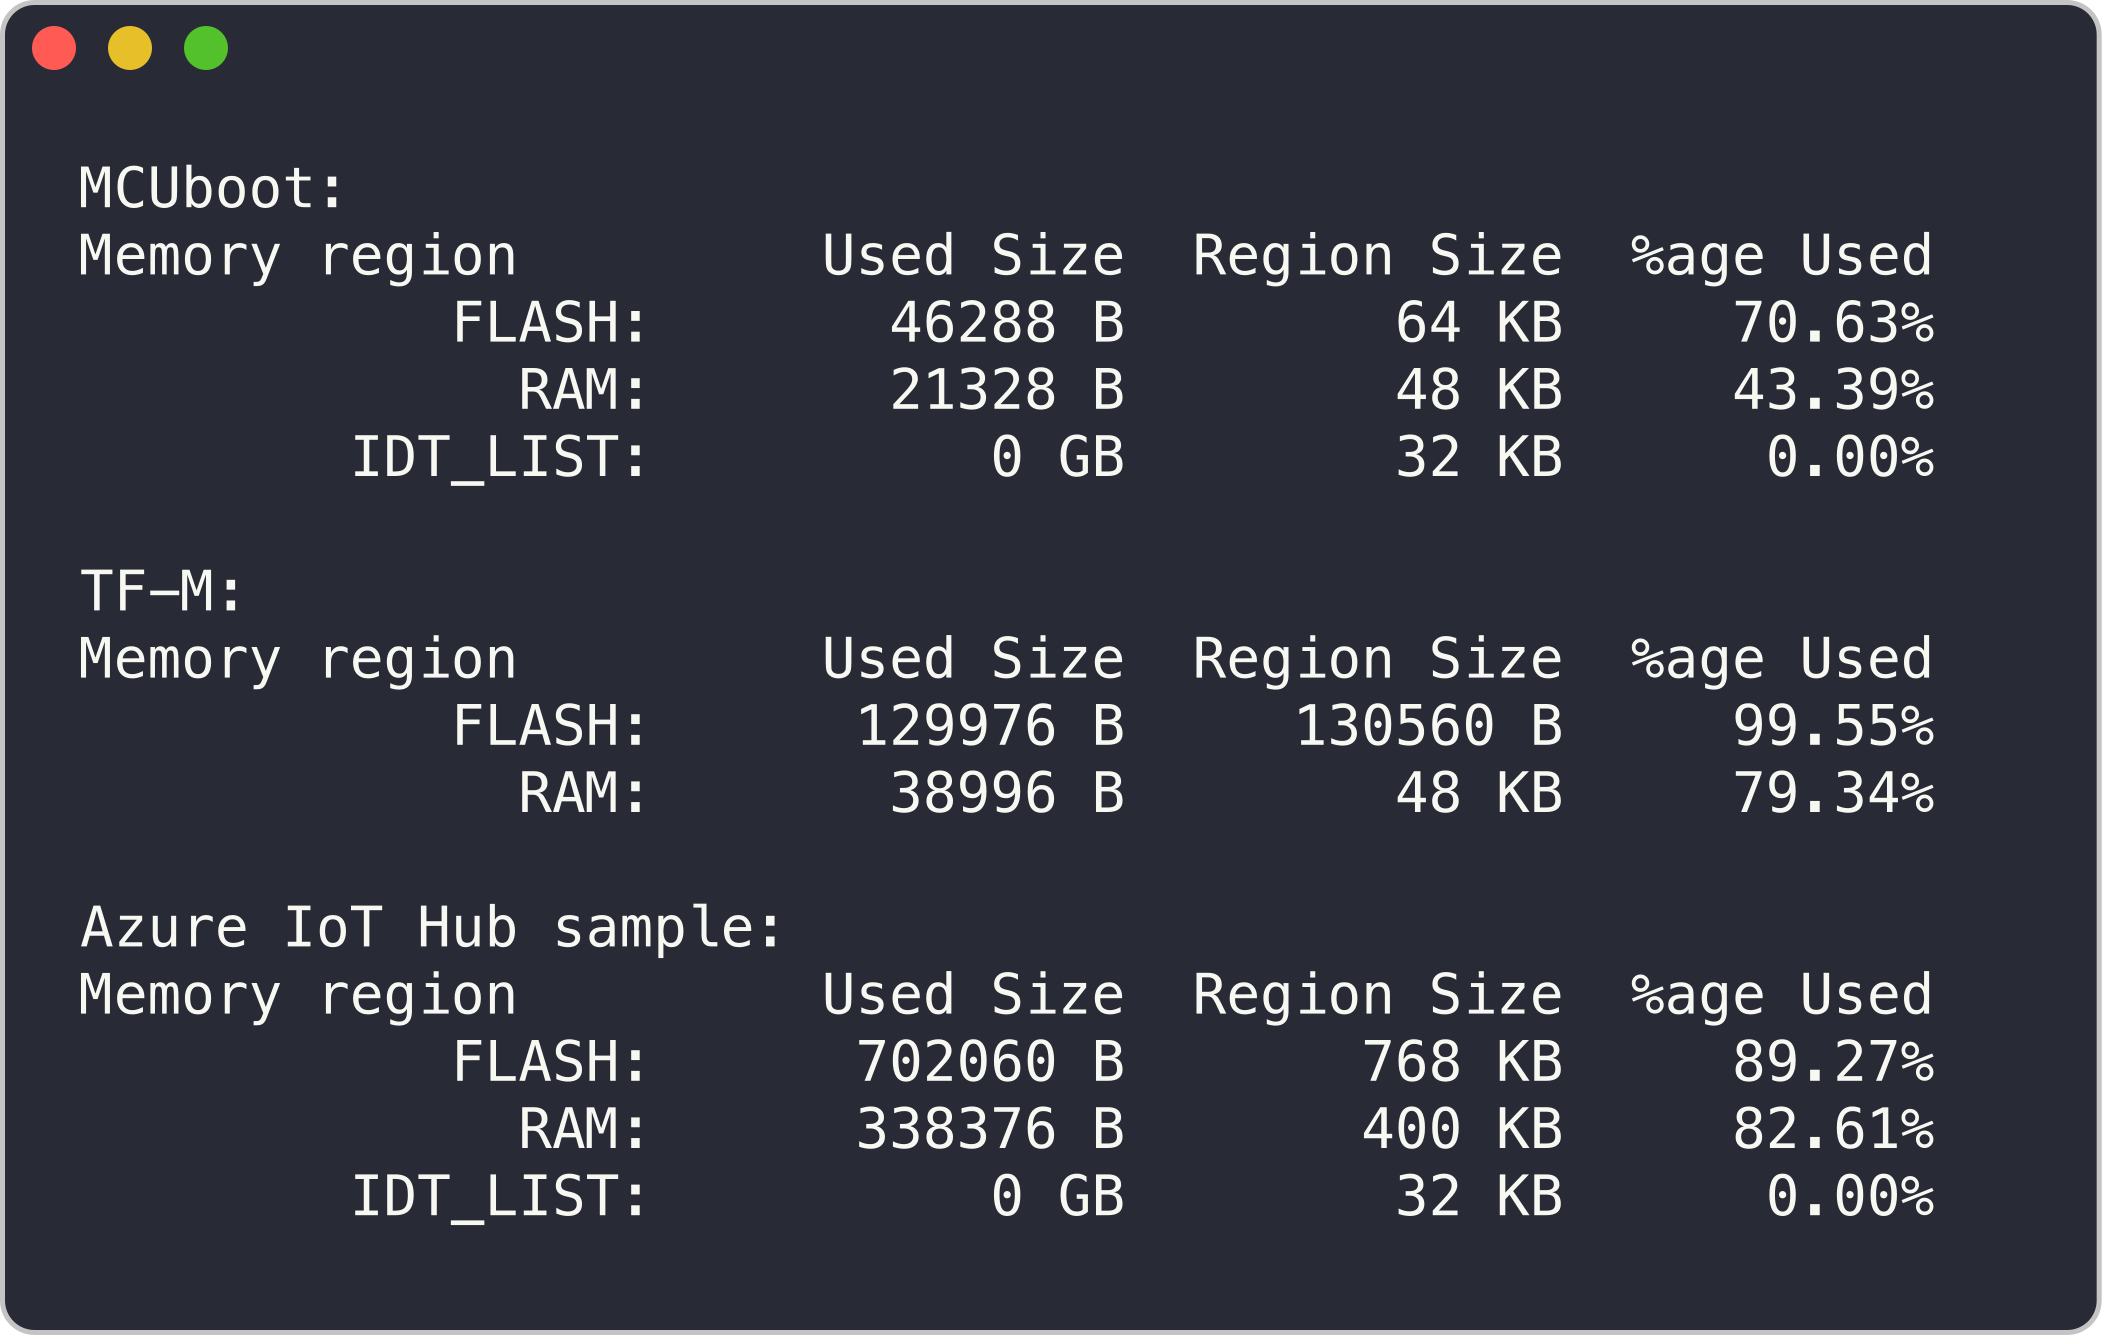 MCUboot:
Memory region         Used Size  Region Size  %age Used
           FLASH:       46288 B        64 KB     70.63%
             RAM:       21328 B        48 KB     43.39%
        IDT_LIST:          0 GB        32 KB      0.00%

TF-M:
Memory region         Used Size  Region Size  %age Used
           FLASH:      129976 B     130560 B     99.55%
             RAM:       38996 B        48 KB     79.34%

Azure IoT Hub sample:
Memory region         Used Size  Region Size  %age Used
           FLASH:      702060 B       768 KB     89.27%
             RAM:      338376 B       400 KB     82.61%
        IDT_LIST:          0 GB        32 KB      0.00%